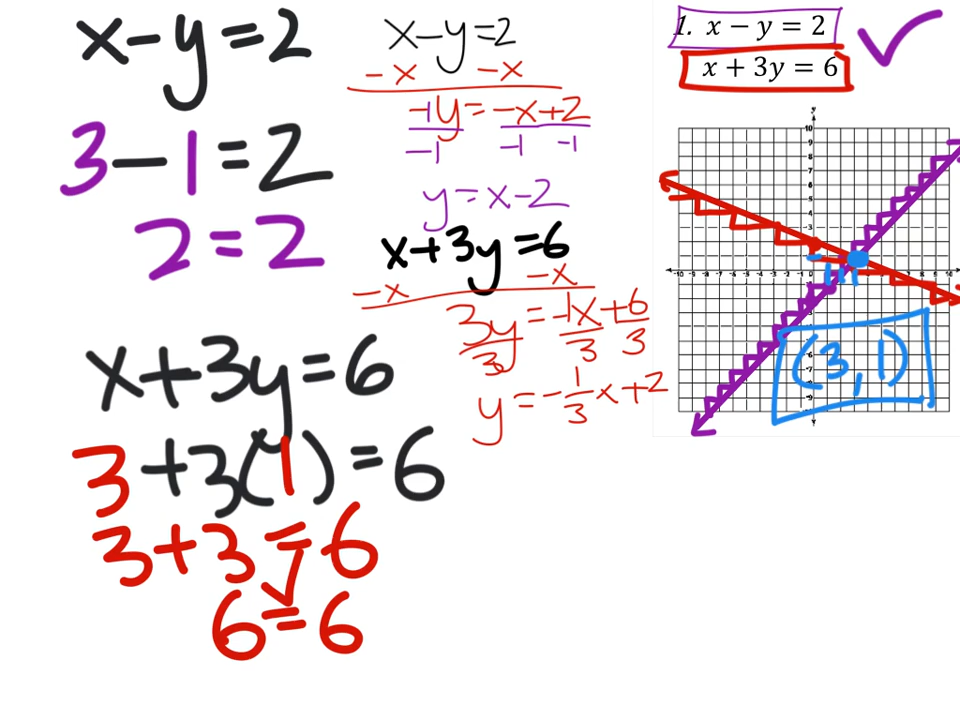 x-y=2
3-1=2
2=2
x+3y=6
3+3(1)=6
3+3=6
6=6
x-y=2
-x -x
-1y=-x+2
-1 -1 -1
y=x-2
x+3y=6
-x -x
3y=-1x+6
3 3 3
y=-1/3x+2
1. x − y = 2
x + 3y = 6
(3,1)